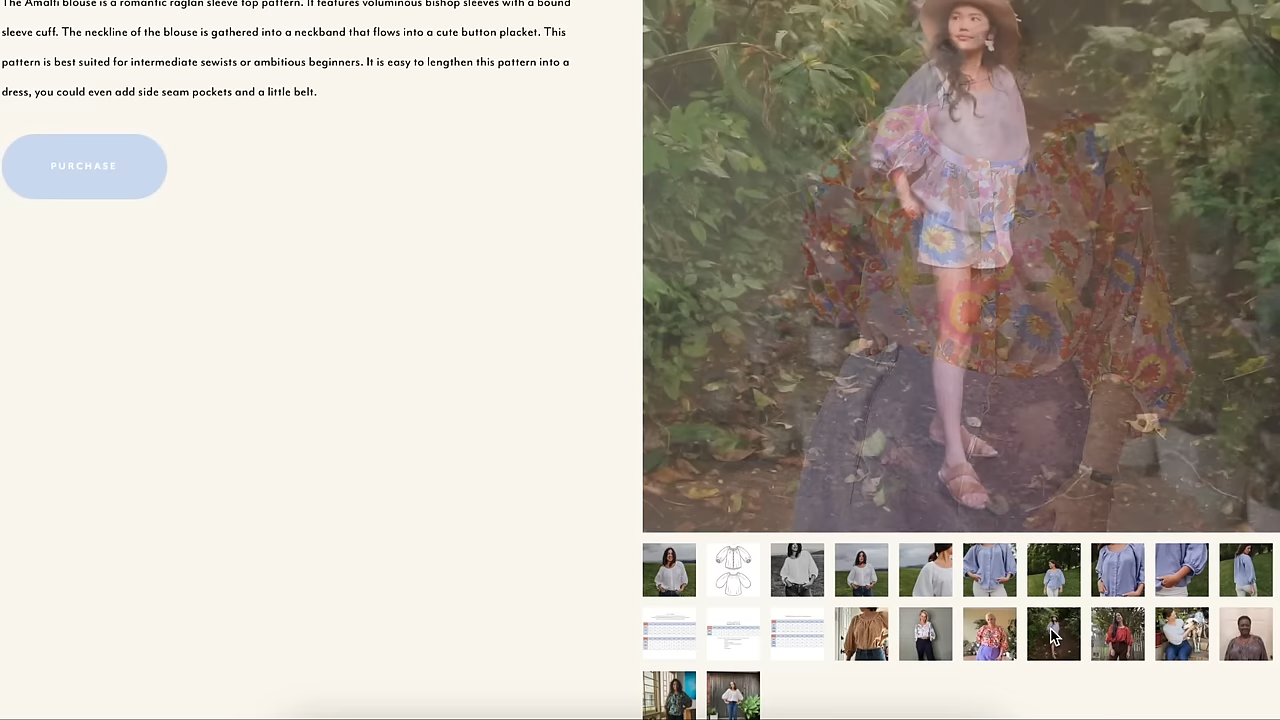 The Amalfi blouse is a romantic raglan sleeve top pattern. It features voluminous bishop sleeves with a bound
sleeve cuff. The neckline of the blouse is gathered into a neckband that flows into a cute button placket. This
pattern is best suited for intermediate sewists or ambitious beginners. It is easy to lengthen this pattern into a
dress, you could even add side seam pockets and a little belt.
PURCHASE